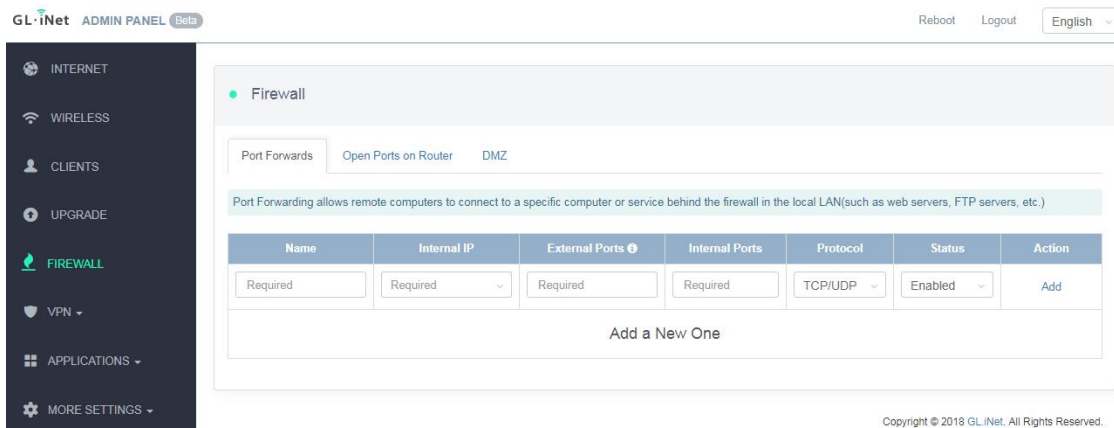 GL·iNet ADMIN PANEL Beta
Reboot Logout English
INTERNET
WIRELESS
CLIENTS
UPGRADE
FIREWALL
VPN
APPLICATIONS
MORE SETTINGS
Firewall
Port Forwards Open Ports on Router DMZ
Port Forwarding allows remote computers to connect to a specific computer or service behind the firewall in the local LAN(such as web servers, FTP servers, etc.)
Name Internal IP External Ports Internal Ports Protocol Status Action
Required Required Required Required TCP/UDP Enabled Add
Add a New One
Copyright © 2018 GL.iNet. All Rights Reserved.